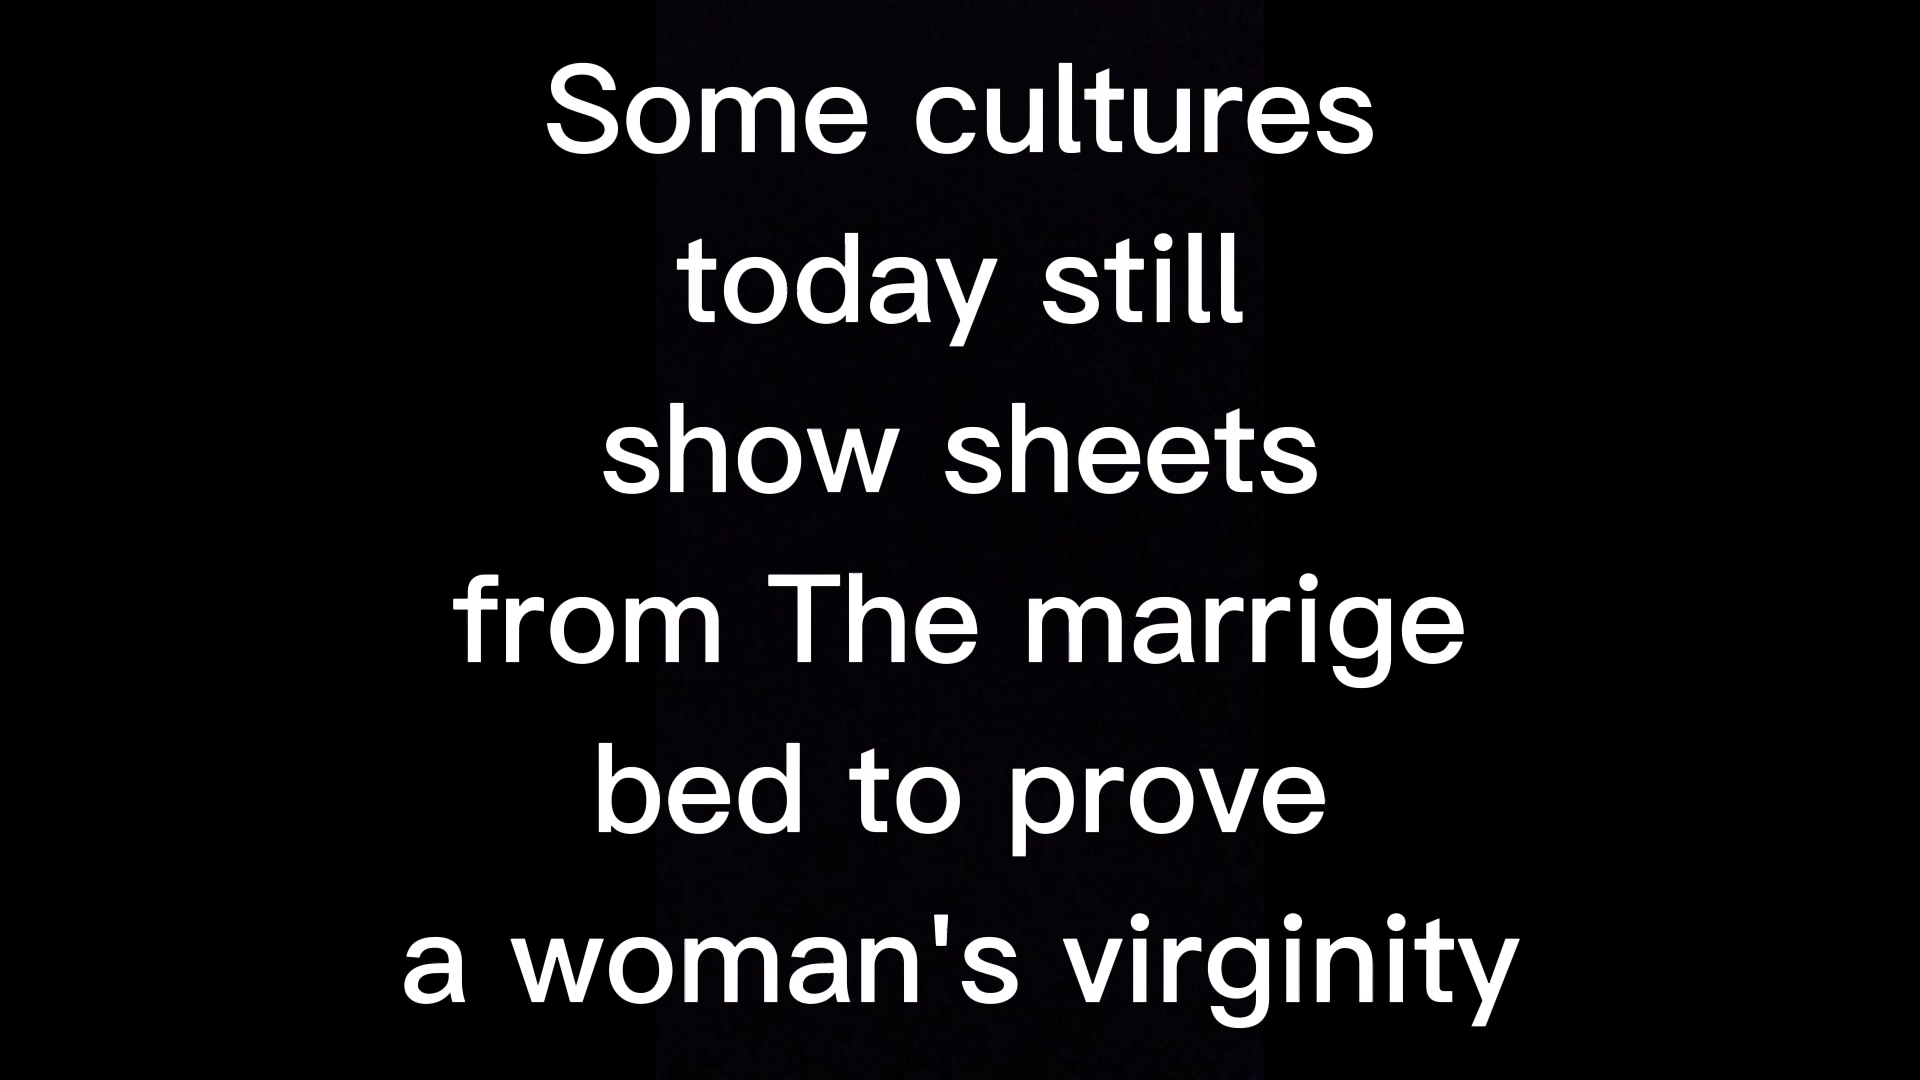 Some cultures
today still
show sheets
from The marrige
bed to prove
a woman's virginity